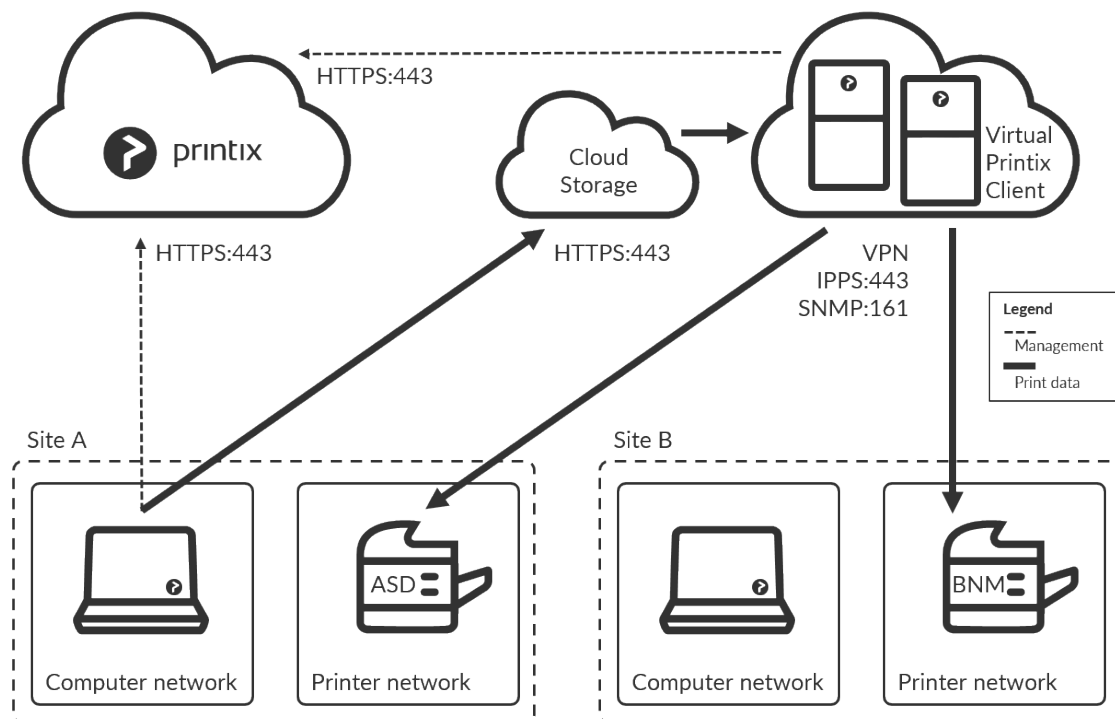 HTTPS:443
printix
Cloud
Storage
Virtual
Printix
Client
HTTPS:443
HTTPS:443
VPN
IPPS:443
SNMP:161
Legend
Management
Print data
Site A
Site B
ASD
BNM
Computer network
Printer network
Computer network
Printer network